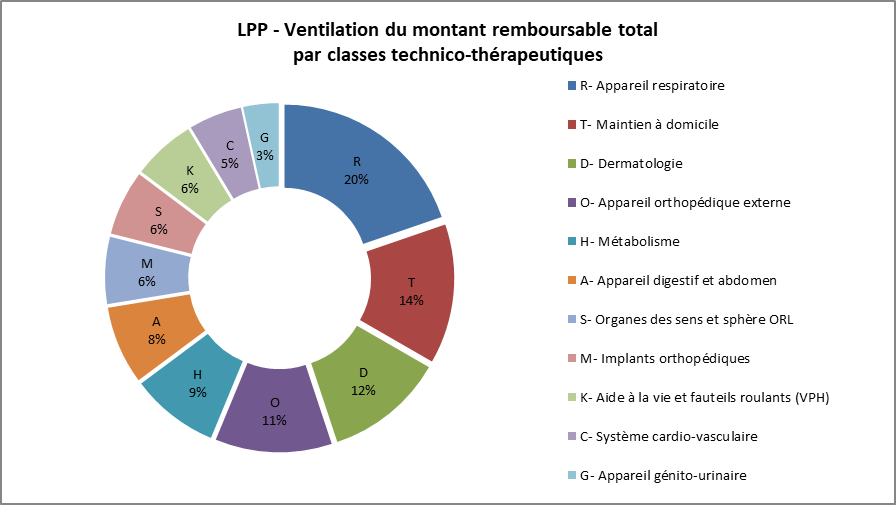 LPP - Ventilation du montant remboursable total
par classes technico-thérapeutiques
R
20%
T
14%
D
12%
O
11%
H
9%
A
8%
M
6%
S
6%
K
6%
C
5%
G
3%
R- Appareil respiratoire
T- Maintien à domicile
D- Dermatologie
O- Appareil orthopédique externe
H- Métabolisme
A- Appareil digestif et abdomen
S- Organes des sens et sphère ORL
M- Implants orthopédiques
K- Aide à la vie et fauteils roulants (VPH)
C- Système cardio-vasculaire
G- Appareil génito-urinaire